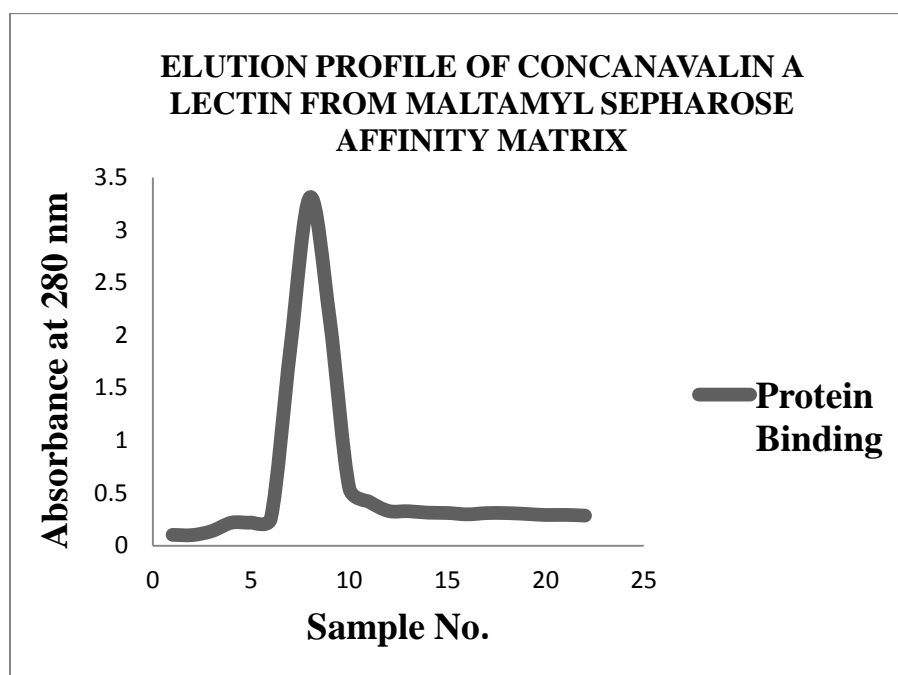 ELUTION PROFILE OF CONCANAVALIN A
LECTIN FROM MALTAMYL SEPHAROSE
AFFINITY MATRIX
Absorbance at 280 nm
3.5
3
2.5
2
1.5
1
0.5
0
0 5 10 15 20 25
Sample No.
Protein
Binding